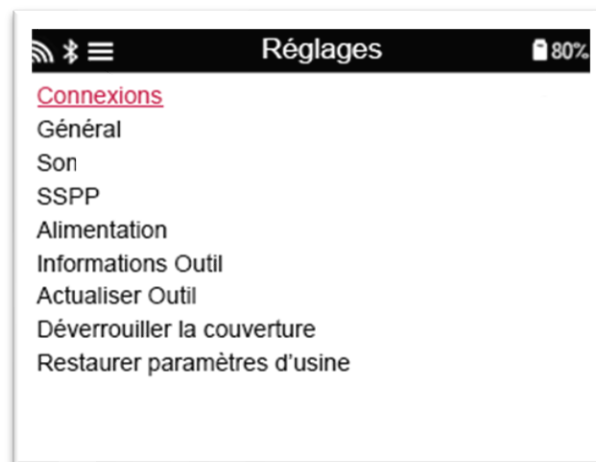 Réglages 80%
Connexions
Général
Son
SSPP
Alimentation
Informations Outil
Actualiser Outil
Déverrouiller la couverture
Restaurer paramètres d'usine